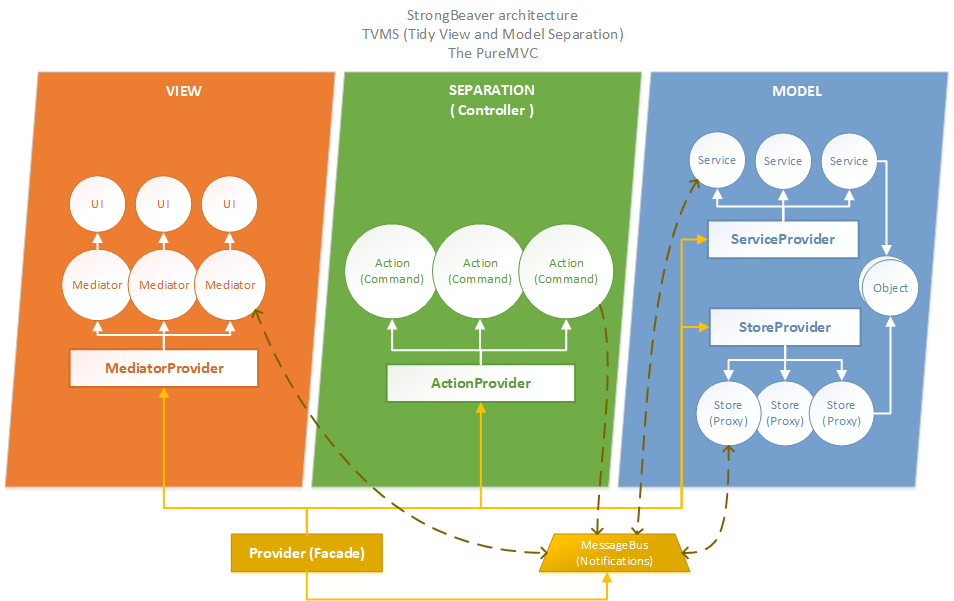 StrongBeaver architecture
TVMS (Tidy View and Model Separation)
The PureMVC
VIEW
UI
UI
UI
Mediator
Mediator
Mediator
MediatorProvider
SEPARATION
( Controller )
Action
(Command)
Action
(Command)
Action
(Command)
ActionProvider
MODEL
Service
Service
Service
ServiceProvider
Object
StoreProvider
Store
(Proxy)
Store
(Proxy)
Store
(Proxy)
Provider (Facade)
MessageBus
(Notifications)